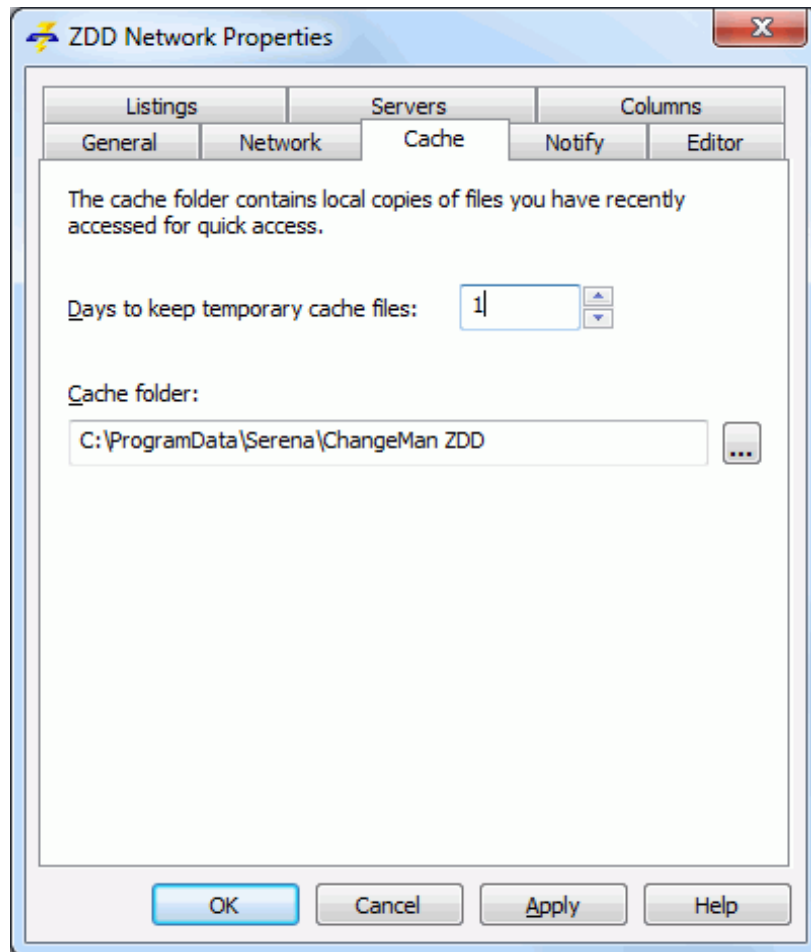 ZDD Network Properties
Listings Servers Columns
General Network Cache Notify Editor
The cache folder contains local copies of files you have recently
accessed for quick access.
Days to keep temporary cache files: 1
Cache folder:
C:\ProgramData\Serena\ChangeMan ZDD
...
OK Cancel Apply Help